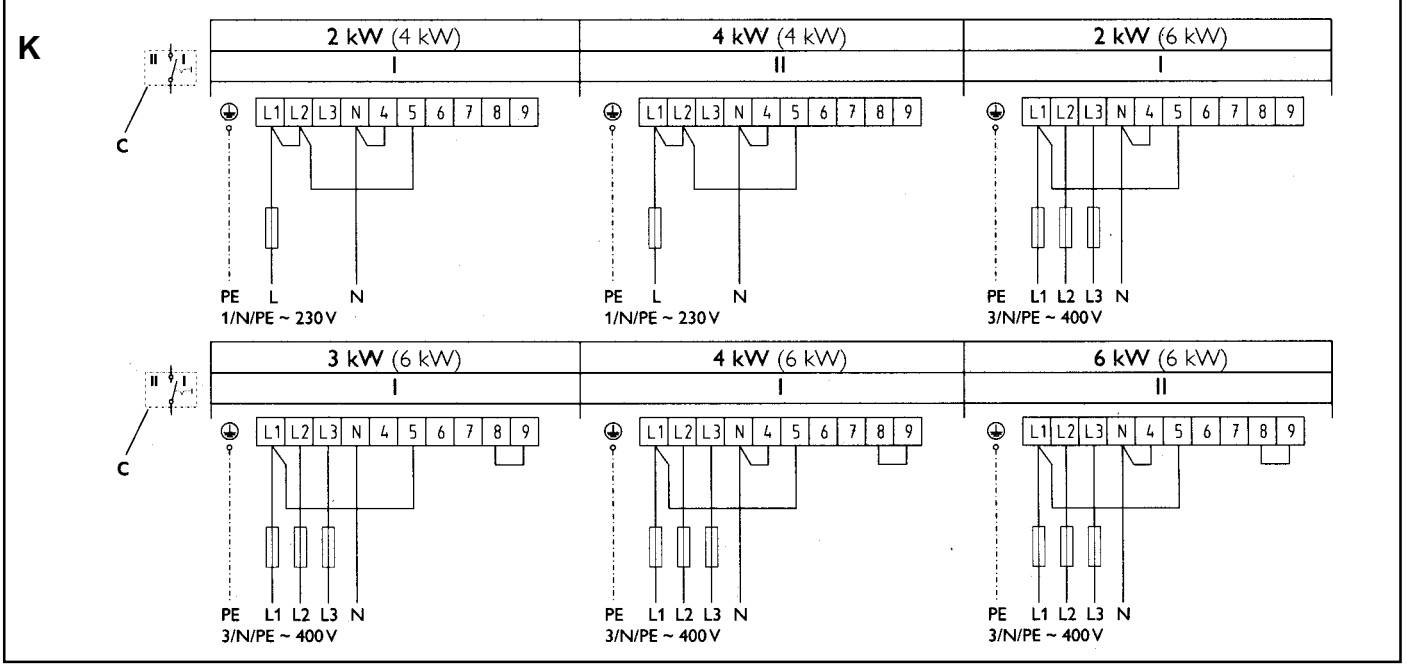 K
2 kW (4 kW) 4 kW (4 kW) 2 kW (6 kW)
II I
I II I
L1 L2 L3 N 4 5 6 7 8 9 L1 L2 L3 N 4 5 6 7 8 9 L1 L2 L3 N 4 5 6 7 8 9
C
PE L N PE L N PE L1 L2 L3 N
1/N/PE ~ 230 V 1/N/PE ~ 230 V 3/N/PE ~ 400 V
3 kW (6 kW) 4 kW (6 kW) 6 kW (6 kW)
II I
I I II
L1 L2 L3 N 4 5 6 7 8 9 L1 L2 L3 N 4 5 6 7 8 9 L1 L2 L3 N 4 5 6 7 8 9
C
PE L1 L2 L3 N PE L1 L2 L3 N PE L1 L2 L3 N
3/N/PE ~ 400 V 3/N/PE ~ 400 V 3/N/PE ~ 400 V